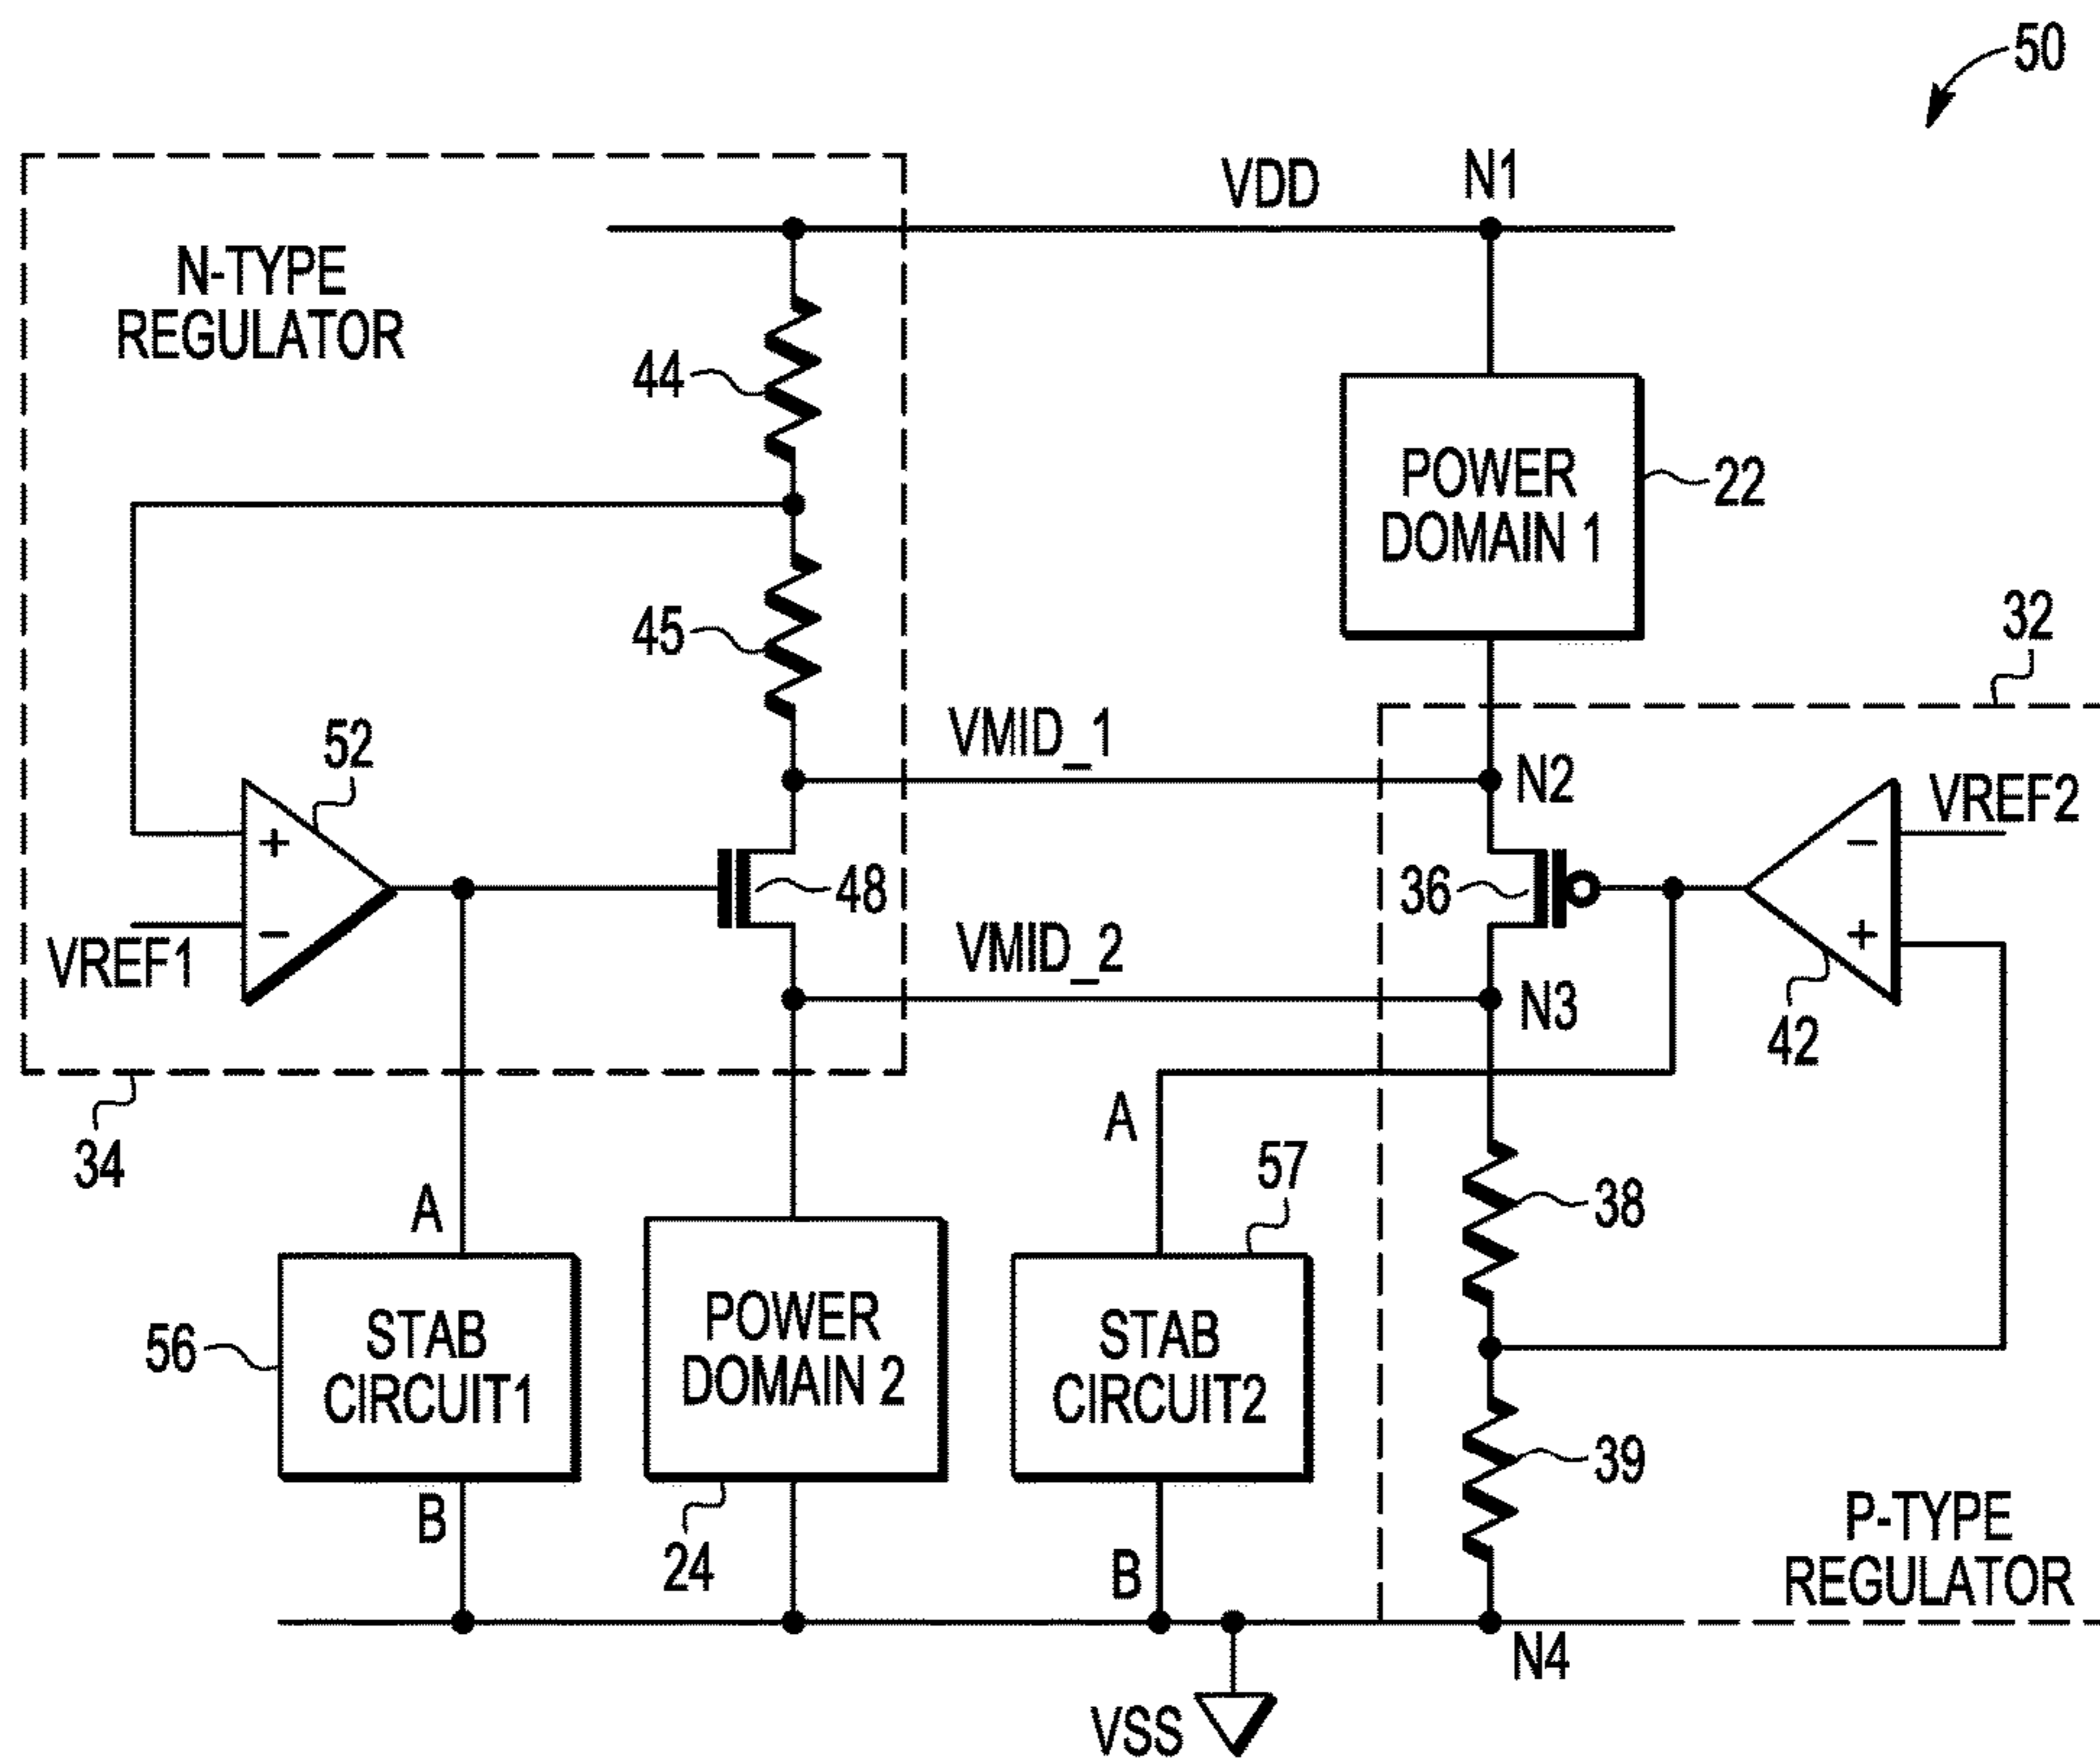 50
VDD
N1
N-TYPE
REGULATOR
44
POWER
DOMAIN 1
22
45
32
VMID_1
52
N2
VREF2
+
−
48
36
−
+
VREF1
VMID_2
N3
42
34
A
A
57
38
56
STAB
CIRCUIT1
POWER
DOMAIN 2
STAB
CIRCUIT2
39
B
24
B
P-TYPE
REGULATOR
N4
VSS